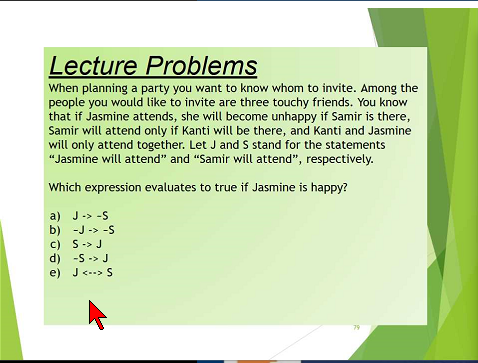 Lecture Problems
When planning a party you want to know whom to invite. Among the
people you would like to invite are three touchy friends. You know
that if Jasmine attends, she will become unhappy if Samir is there,
Samir will attend only if Kanti will be there, and Kanti and Jasmine
will only attend together. Let J and S stand for the statements
“Jasmine will attend” and “Samir will attend”, respectively.
Which expression evaluates to true if Jasmine is happy?
a) J -> ~S
b) ~J -> ~S
c) S -> J
d) ~S -> J
e) J <--> S
79